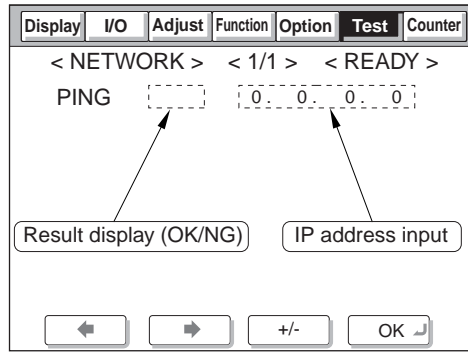 Display I/O Adjust Function Option Test Counter
< NETWORK > < 1/1 > < READY >
PING 0. 0. 0. 0
Result display (OK/NG) IP address input
+/- OK